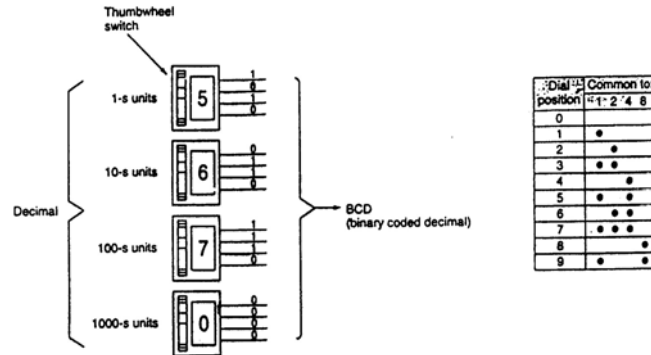 Thumbwheel
switch
1-s units
5
1
0
1
0
10-s units
6
0
1
1
0
Decimal
100-s units
7
1
1
1
0
1000-s units
0
0
0
0
0
BCD
(binary coded decimal)
Dial Common to:
position 1 2 4 8
0
1 •
2 •
3 • •
4 •
5 • •
6 • •
7 • • •
8 •
9 • •